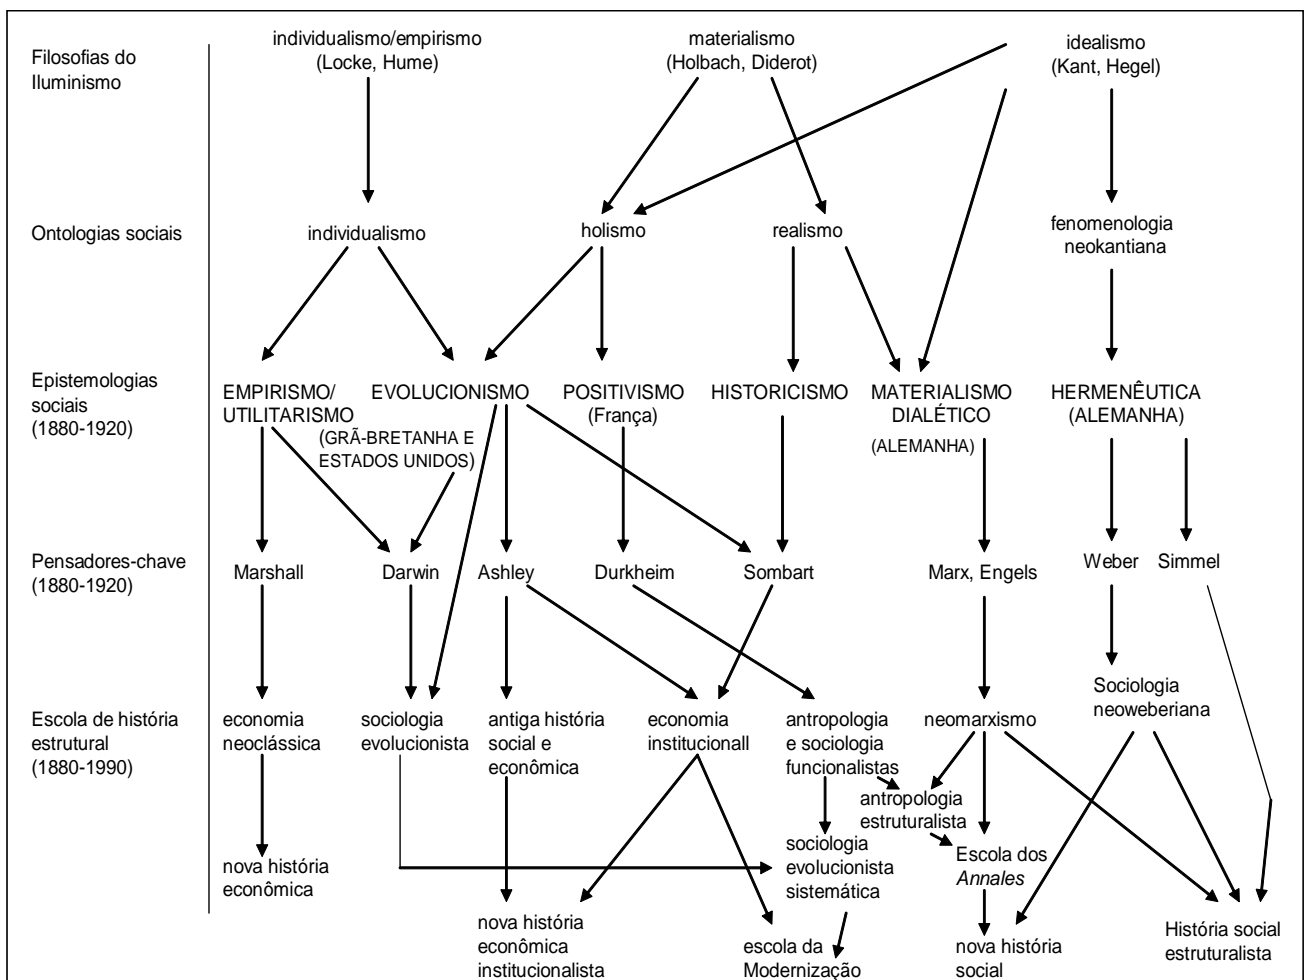 Filosofias do
Iluminismo
individualismo/empirismo
(Locke, Hume)
materialismo
(Holbach, Diderot)
idealismo
(Kant, Hegel)
Ontologias sociais
individualismo
holismo
realismo
fenomenologia
neokantiana
Epistemologias
sociais
(1880-1920)
EMPIRISMO/
UTILITARISMO
EVOLUCIONISMO
(GRÃ-BRETANHA E
ESTADOS UNIDOS)
POSITIVISMO
(França)
HISTORICISMO
MATERIALISMO
DIALÉTICO
(ALEMANHA)
HERMENÊUTICA
(ALEMANHA)
Pensadores-chave
(1880-1920)
Marshall
Darwin
Ashley
Durkheim
Sombart
Marx, Engels
Weber
Simmel
Escola de história
estrutural
(1880-1990)
economia
neoclássica
sociologia
evolucionista
antiga história
social e
econômica
economia
institucionall
antropologia
e sociologia
funcionalistas
neomarxismo
Sociologia
neoweberiana
antropologia
estruturalista
nova história
econômica
sociologia
evolucionista
sistemática
Escola dos
Annales
nova história
econômica
institucionalista
escola da
Modernização
nova história
social
História social
estruturalista